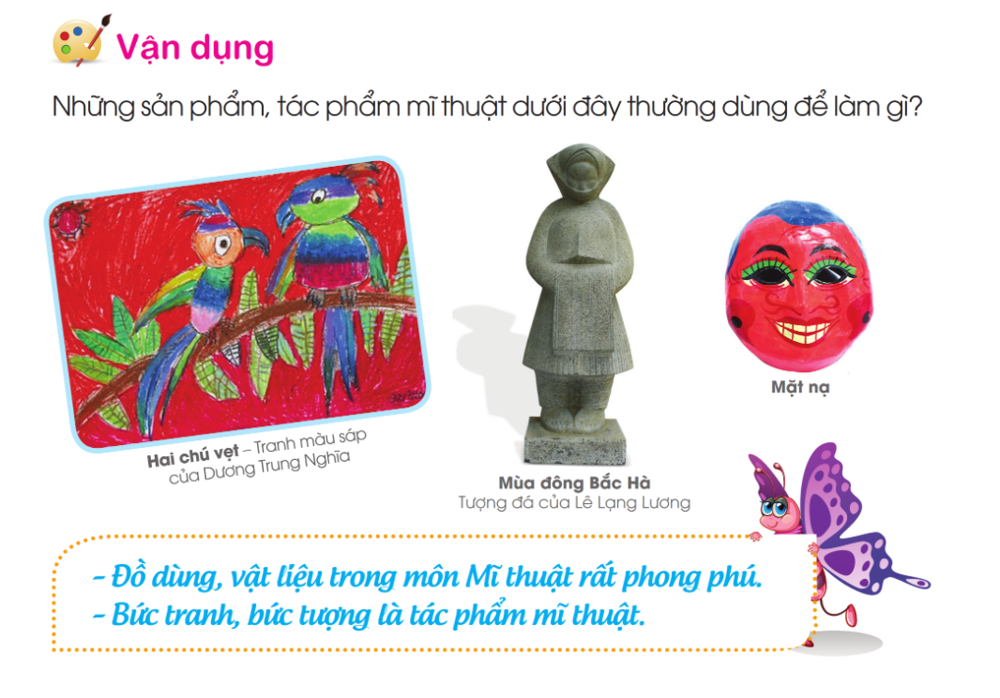 Vận dụng
Những sản phẩm, tác phẩm mĩ thuật dưới đây thường dùng để làm gì?
Hai chú vẹt – Tranh màu sáp
của Dương Trung Nghĩa
Mùa đông Bắc Hà
Tượng đá của Lê Lạng Lương
Mặt nạ
– Đồ dùng, vật liệu trong môn Mĩ thuật rất phong phú.
– Bức tranh, bức tượng là tác phẩm mĩ thuật.